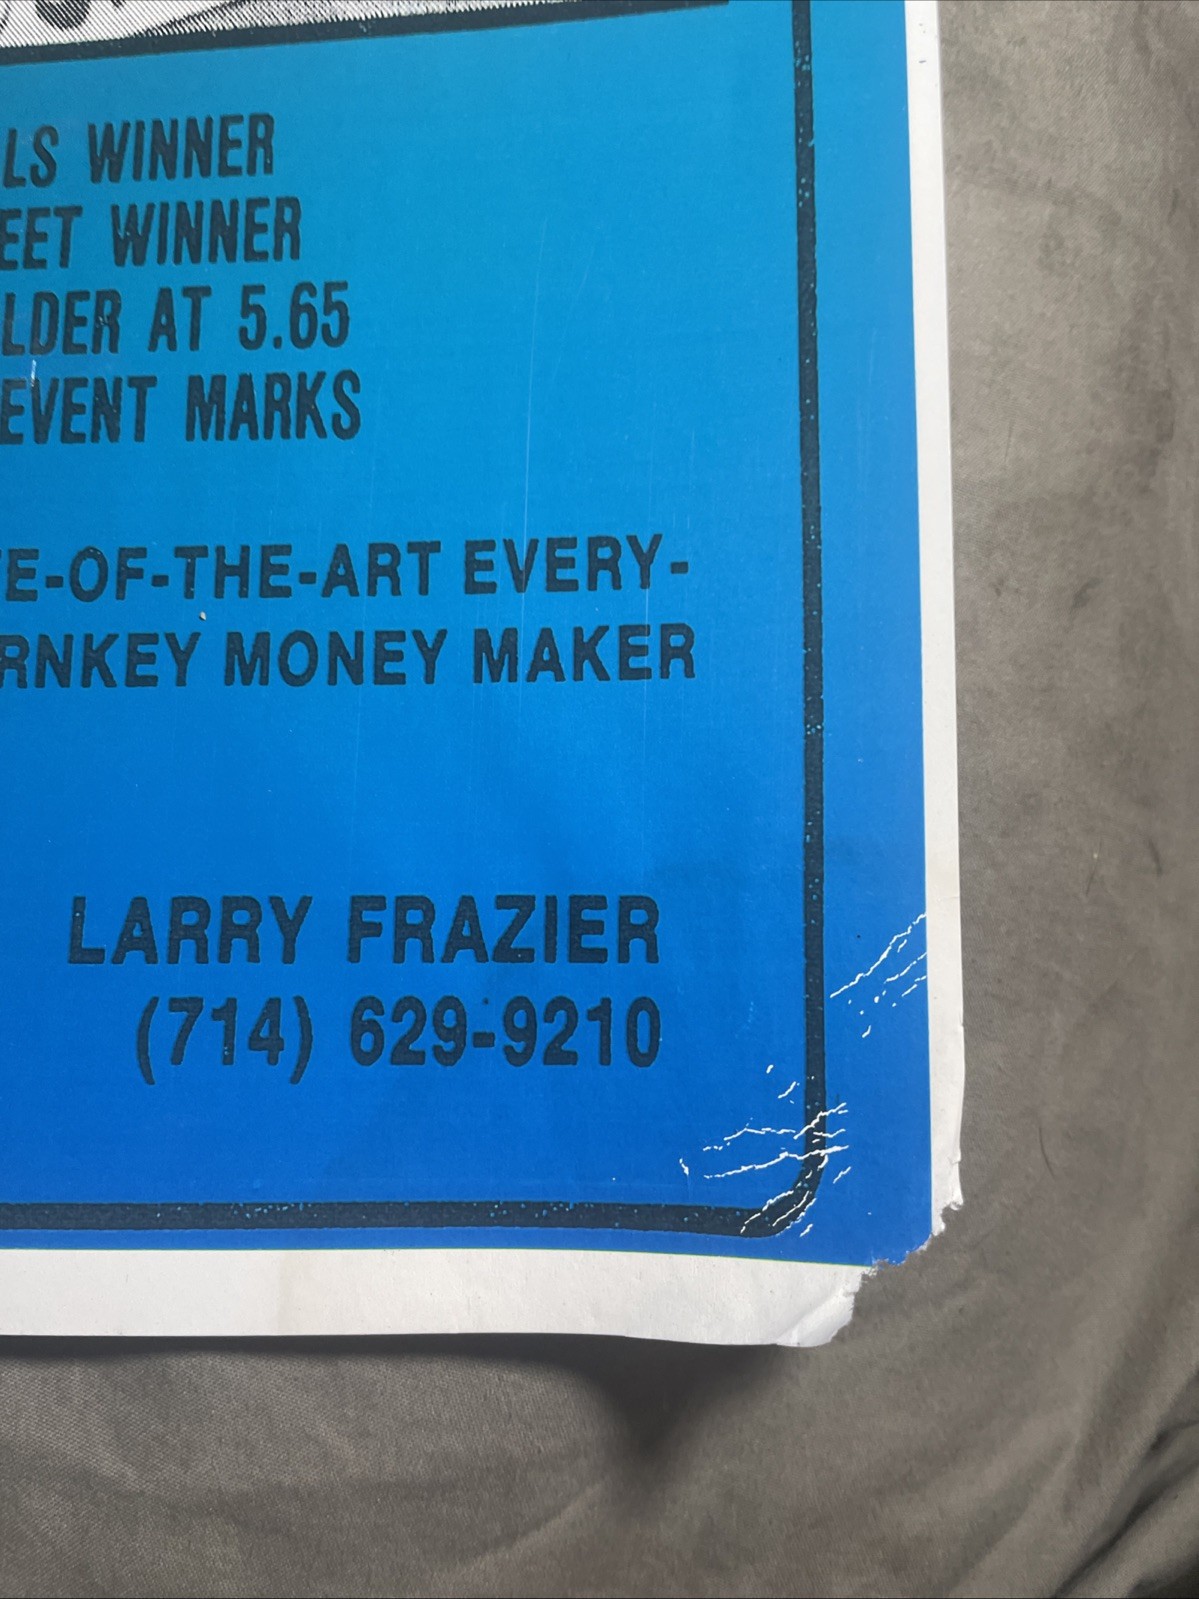 LS WINNER
EET WINNER
LDER AT 5.65
EVENT MARKS
E-OF-THE-ART EVERY-
RNKEY MONEY MAKER
LARRY FRAZIER
(714) 629-9210